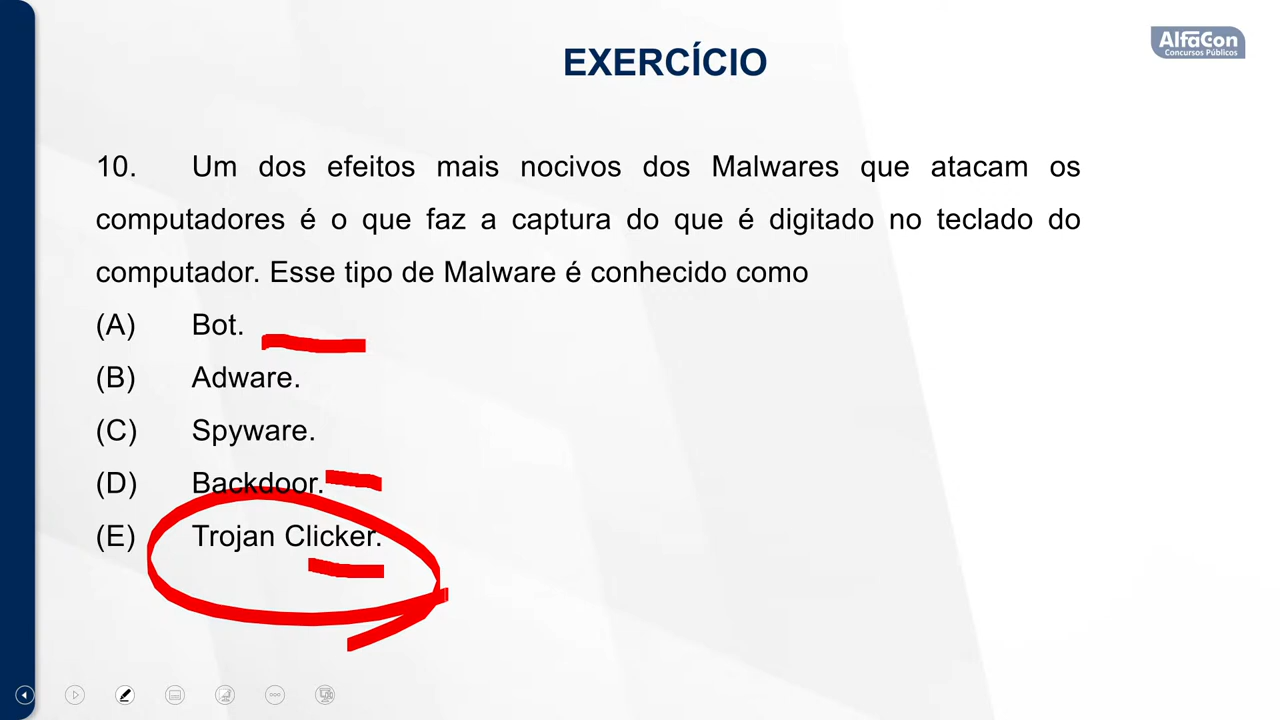 EXERCÍCIO
AlfaCon
Concursos Públicos
10. Um dos efeitos mais nocivos dos Malwares que atacam os
computadores é o que faz a captura do que é digitado no teclado do
computador. Esse tipo de Malware é conhecido como
(A) Bot.
(B) Adware.
(C) Spyware.
(D) Backdoor.
(E) Trojan Clicker.